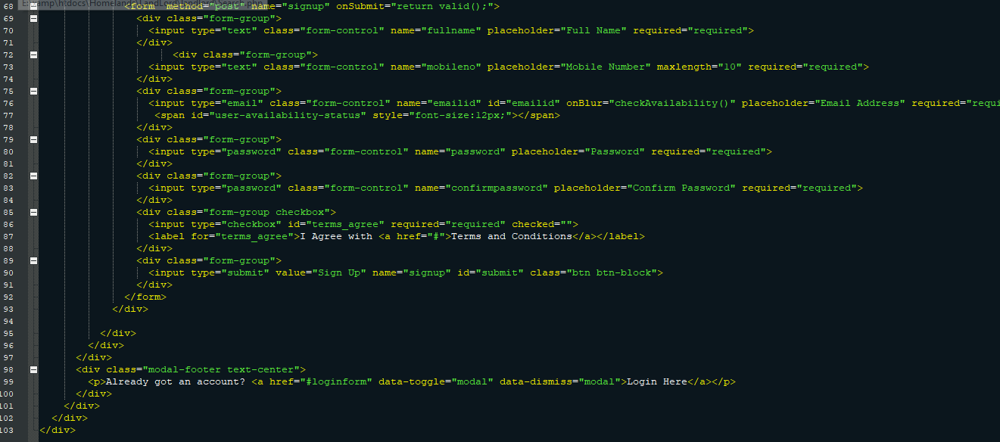 68 <form method="post" name="signup" onSubmit="return valid();">
69 <div class="form-group">
70 <input type="text" class="form-control" name="fullname" placeholder="Full Name" required="required">
71 </div>
72 <div class="form-group">
73 <input type="text" class="form-control" name="mobileno" placeholder="Mobile Number" maxlength="10" required="required">
74 </div>
75 <div class="form-group">
76 <input type="email" class="form-control" name="emailid" id="emailid" onBlur="checkAvailability()" placeholder="Email Address" required="requi
77 <span id="user-availability-status" style="font-size:12px;"></span>
78 </div>
79 <div class="form-group">
80 <input type="password" class="form-control" name="password" placeholder="Password" required="required">
81 </div>
82 <div class="form-group">
83 <input type="password" class="form-control" name="confirmpassword" placeholder="Confirm Password" required="required">
84 </div>
85 <div class="form-group checkbox">
86 <input type="checkbox" id="terms_agree" required="required" checked="">
87 <label for="terms_agree">I Agree with <a href="#">Terms and Conditions</a></label>
88 </div>
89 <div class="form-group">
90 <input type="submit" value="Sign Up" name="signup" id="submit" class="btn btn-block">
91 </div>
92 </form>
93 </div>
94
95 </div>
96 </div>
97 </div>
98 <div class="modal-footer text-center">
99 <p>Already got an account? <a href="#loginform" data-toggle="modal" data-dismiss="modal">Login Here</a></p>
100 </div>
101 </div>
102 </div>
103 </div>